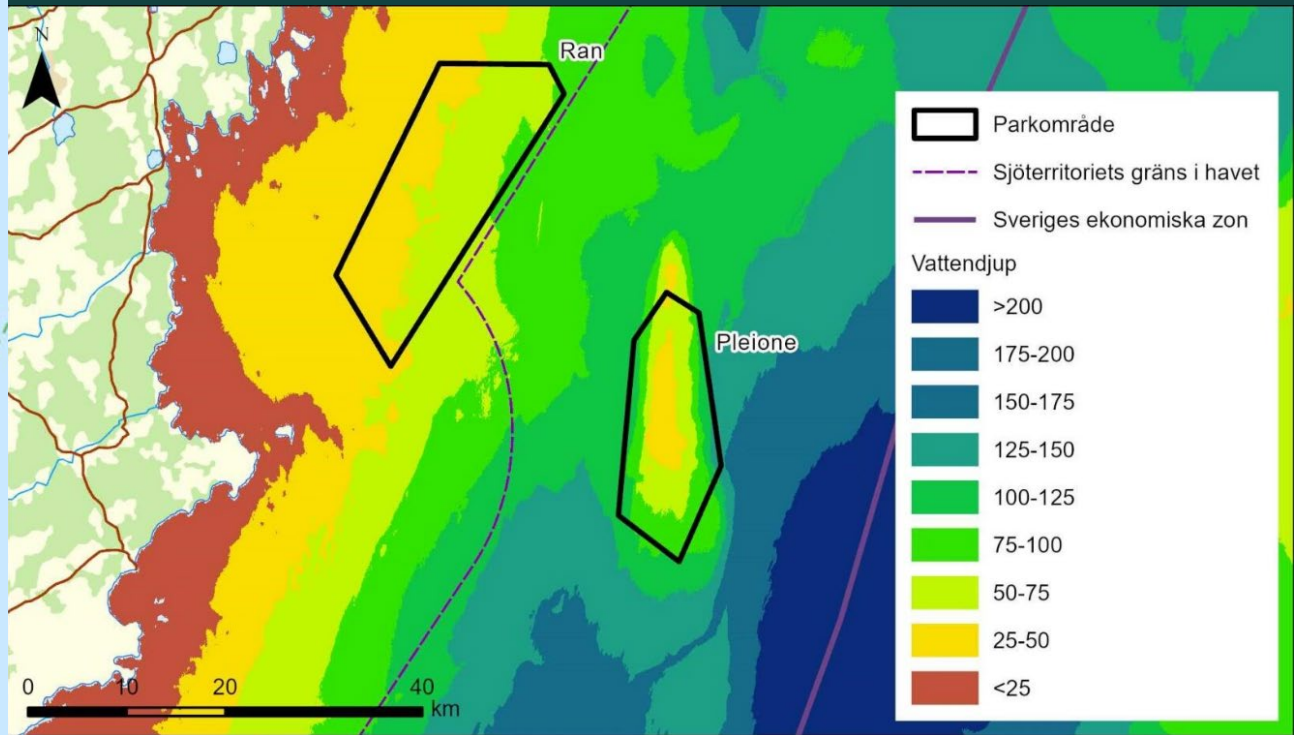 N
Ran
Pleione
Parkområde
Sjöterritoriets gräns i havet
Sveriges ekonomiska zon
Vattendjup
>200
175-200
150-175
125-150
100-125
75-100
50-75
25-50
<25
0 10 20 40
km